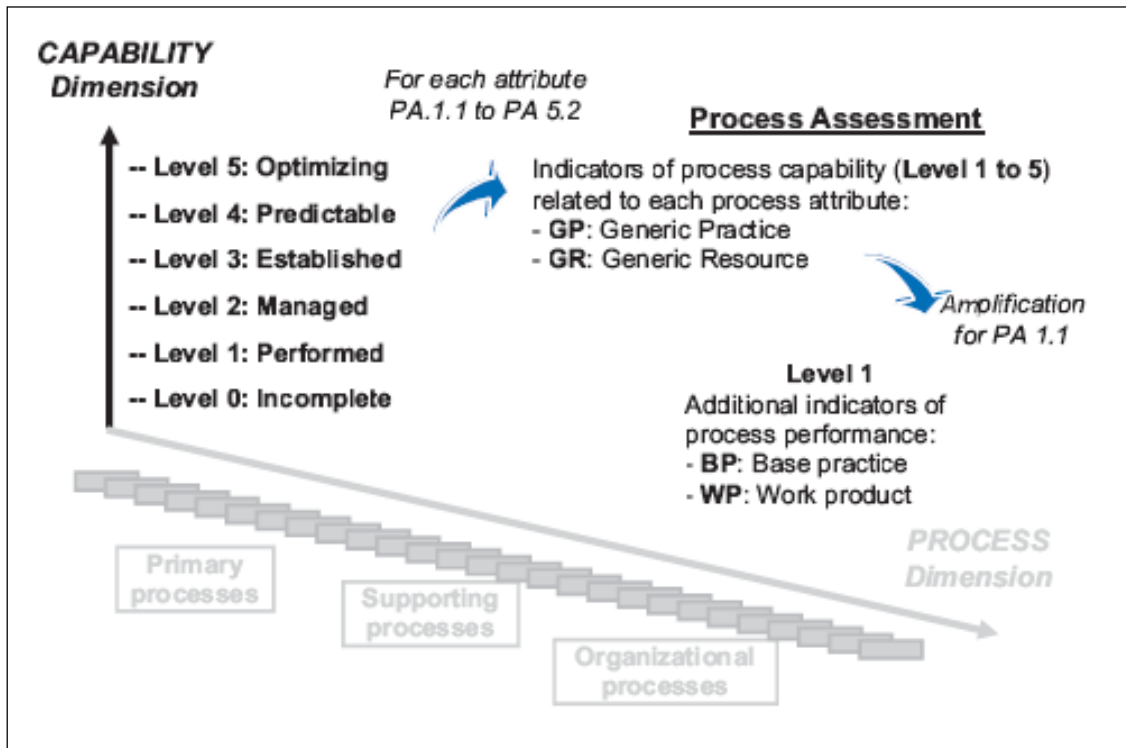 CAPABILITY
Dimension
For each attribute
PA.1.1 to PA 5.2
Process Assessment
-- Level 5: Optimizing
-- Level 4: Predictable
-- Level 3: Established
-- Level 2: Managed
-- Level 1: Performed
-- Level 0: Incomplete
Indicators of process capability (Level 1 to 5)
related to each process attribute:
- GP: Generic Practice
- GR: Generic Resource
Amplification
for PA 1.1
Level 1
Additional indicators of
process performance:
- BP: Base practice
- WP: Work product
PROCESS
Dimension
Primary
processes
Supporting
processes
Organizational
processes